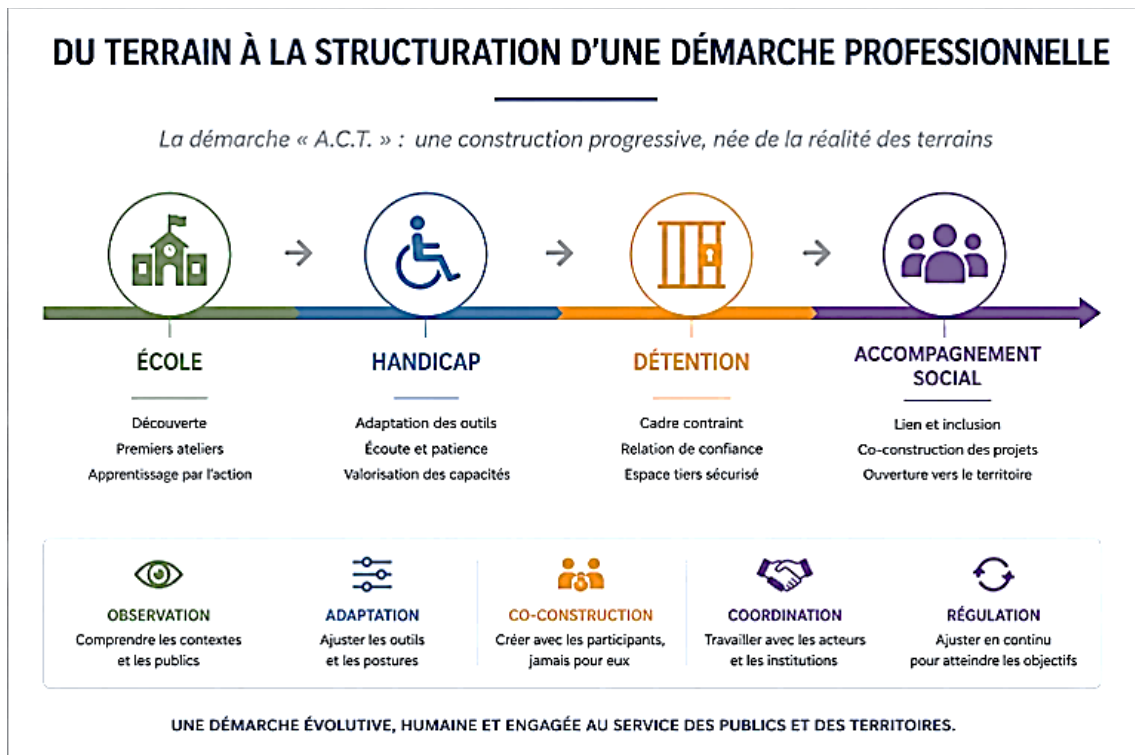 DU TERRAIN À LA STRUCTURATION D'UNE DÉMARCHE PROFESSIONNELLE
La démarche « A.C.T. » : une construction progressive, née de la réalité des terrains
ÉCOLE
Découverte
Premiers ateliers
Apprentissage par l'action
HANDICAP
Adaptation des outils
Écoute et patience
Valorisation des capacités
DÉTENTION
Cadre contraint
Relation de confiance
Espace tiers sécurisé
ACCOMPAGNEMENT
SOCIAL
Lien et inclusion
Co-construction des projets
Ouverture vers le territoire
OBSERVATION
Comprendre les contextes
et les publics
ADAPTATION
Ajuster les outils
et les postures
CO-CONSTRUCTION
Créer avec les participants,
jamais pour eux
COORDINATION
Travailler avec les acteurs
et les institutions
RÉGULATION
Ajuster en continu
pour atteindre les objectifs
UNE DÉMARCHE ÉVOLUTIVE, HUMAINE ET ENGAGÉE AU SERVICE DES PUBLICS ET DES TERRITOIRES.